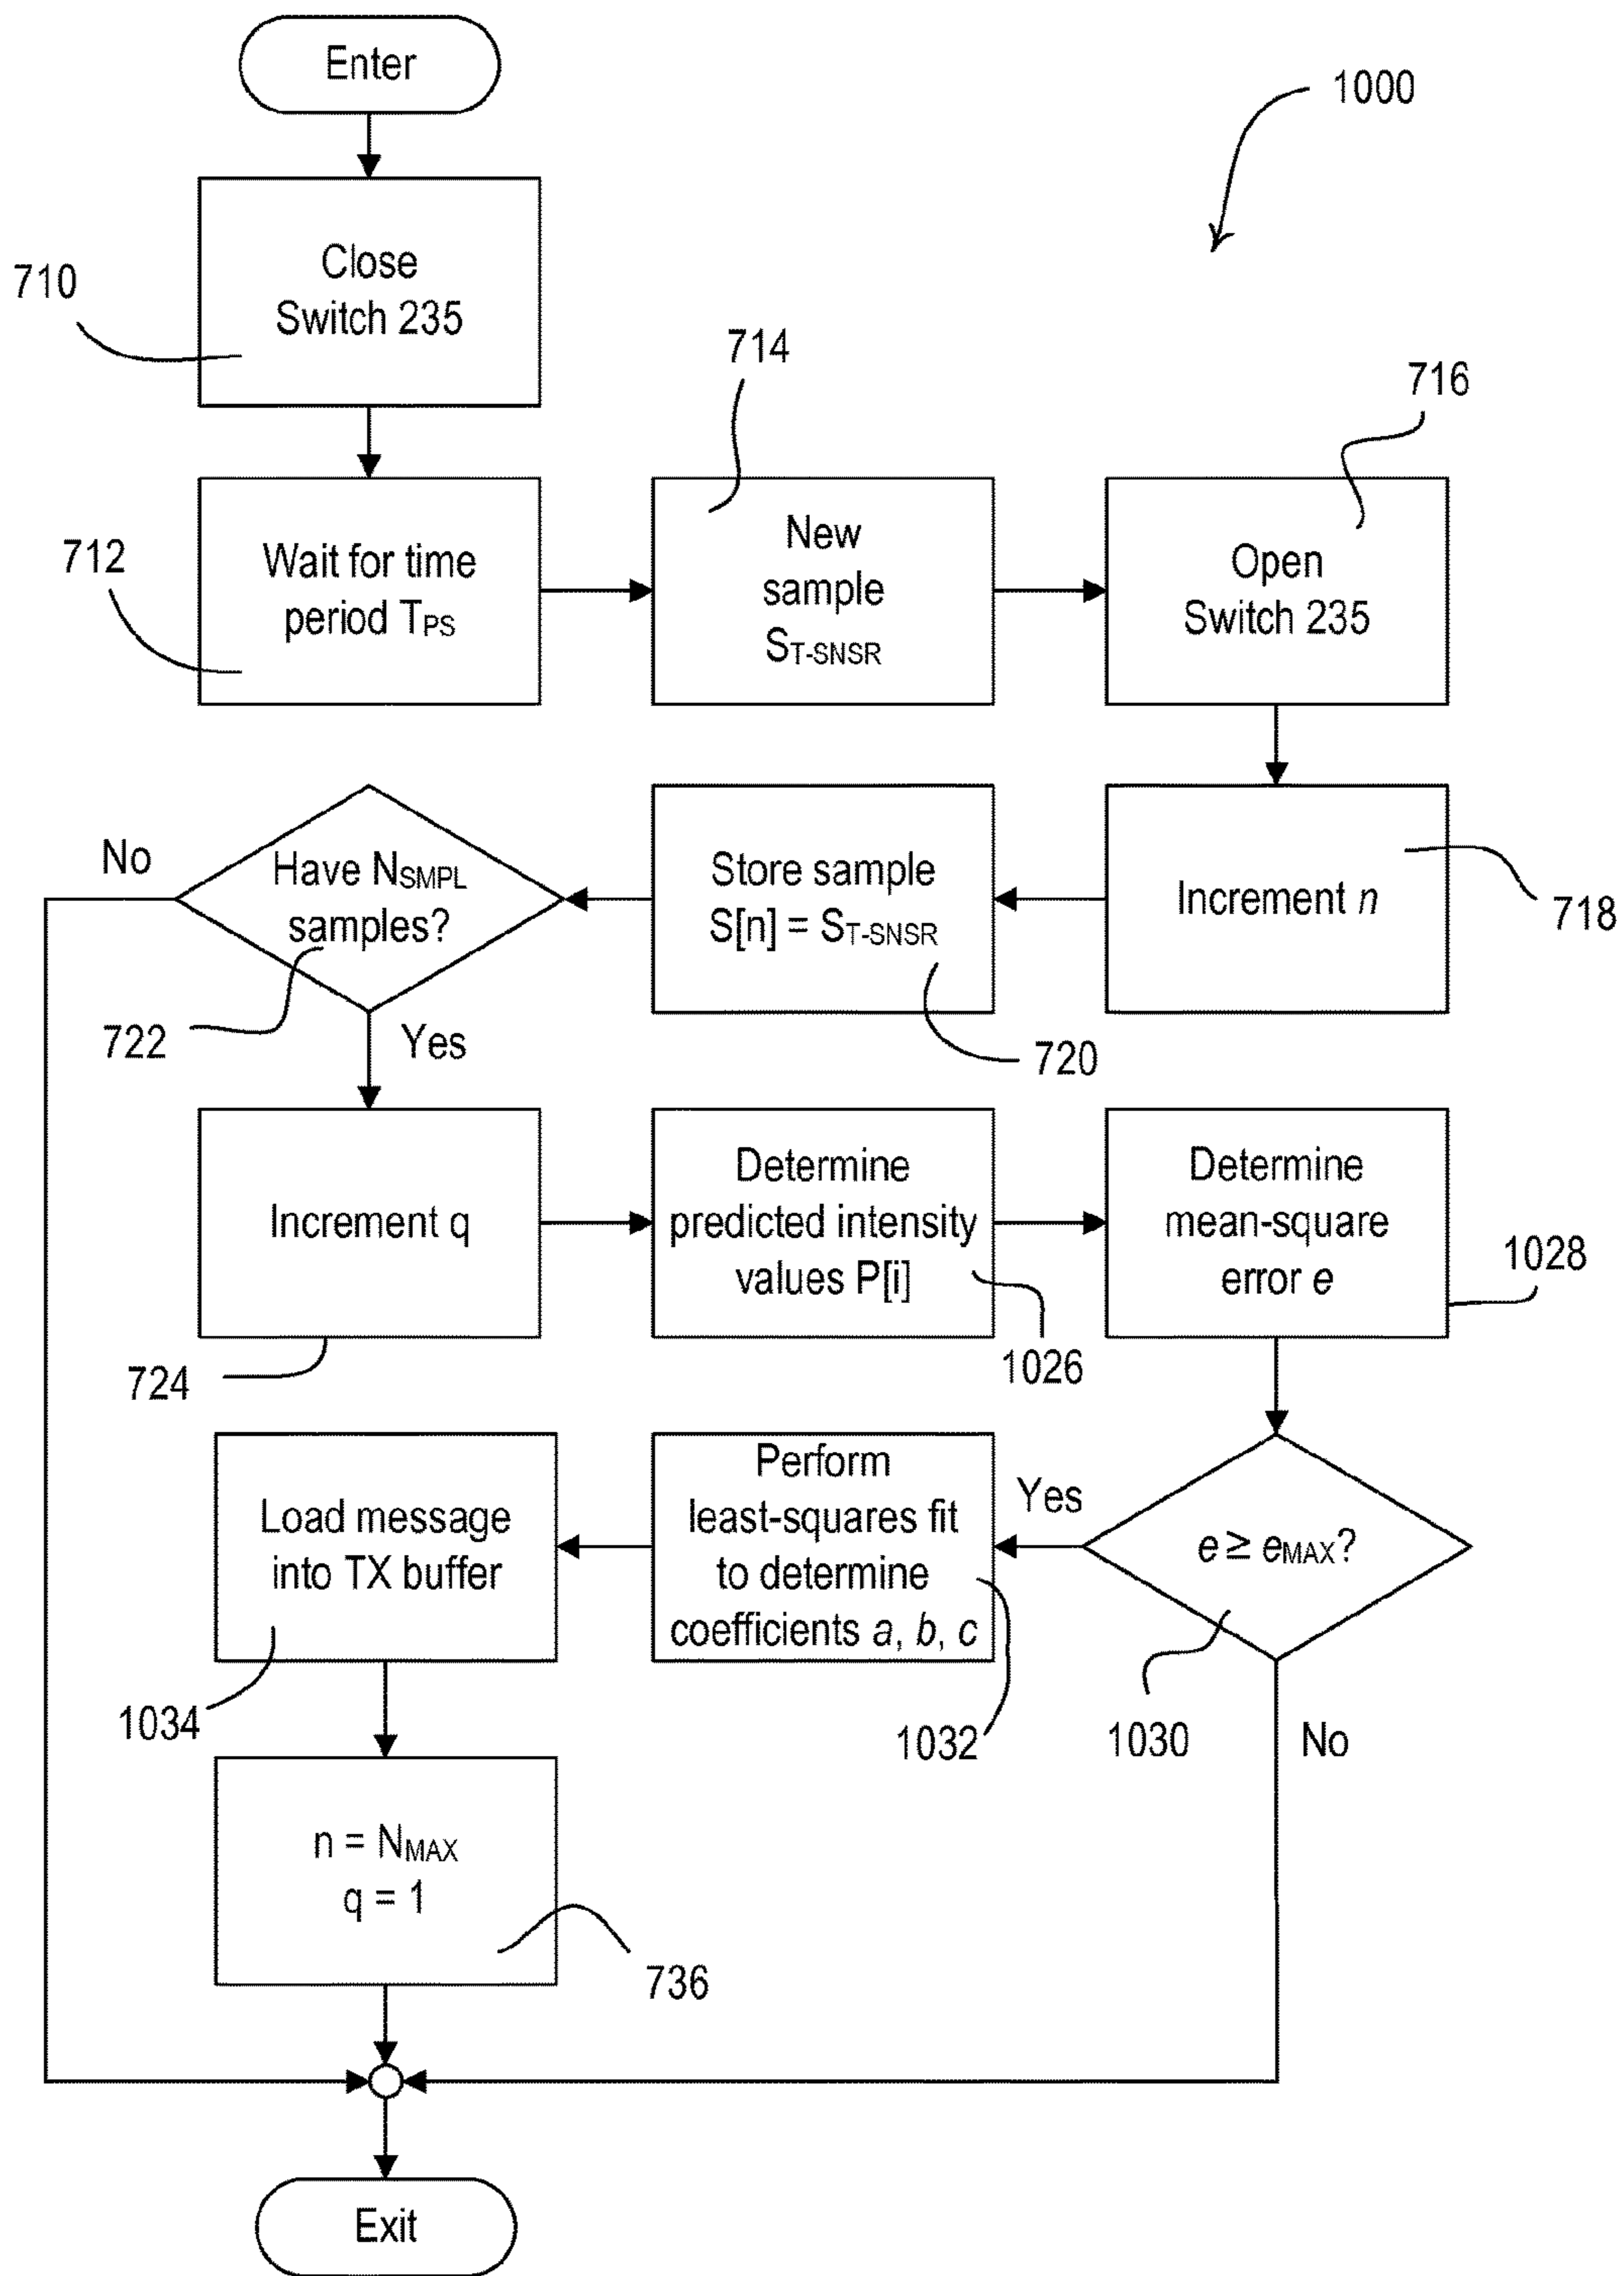 Enter
1000
Close
Switch 235
710
714
716
712
Wait for time
period TPS
New
sample
ST-SNSR
Open
Switch 235
No
Have NSMPL
samples?
Store sample
S[n] = ST-SNSR
Increment n
718
722
Yes
720
Increment q
Determine
predicted intensity
values P[i]
Determine
mean-square
error e
1028
724
1026
Load message
into TX buffer
Perform
least-squares fit
to determine
coefficients a, b, c
Yes
e ≥ eMAX?
1034
1032
1030
No
n = NMAX
q = 1
736
Exit